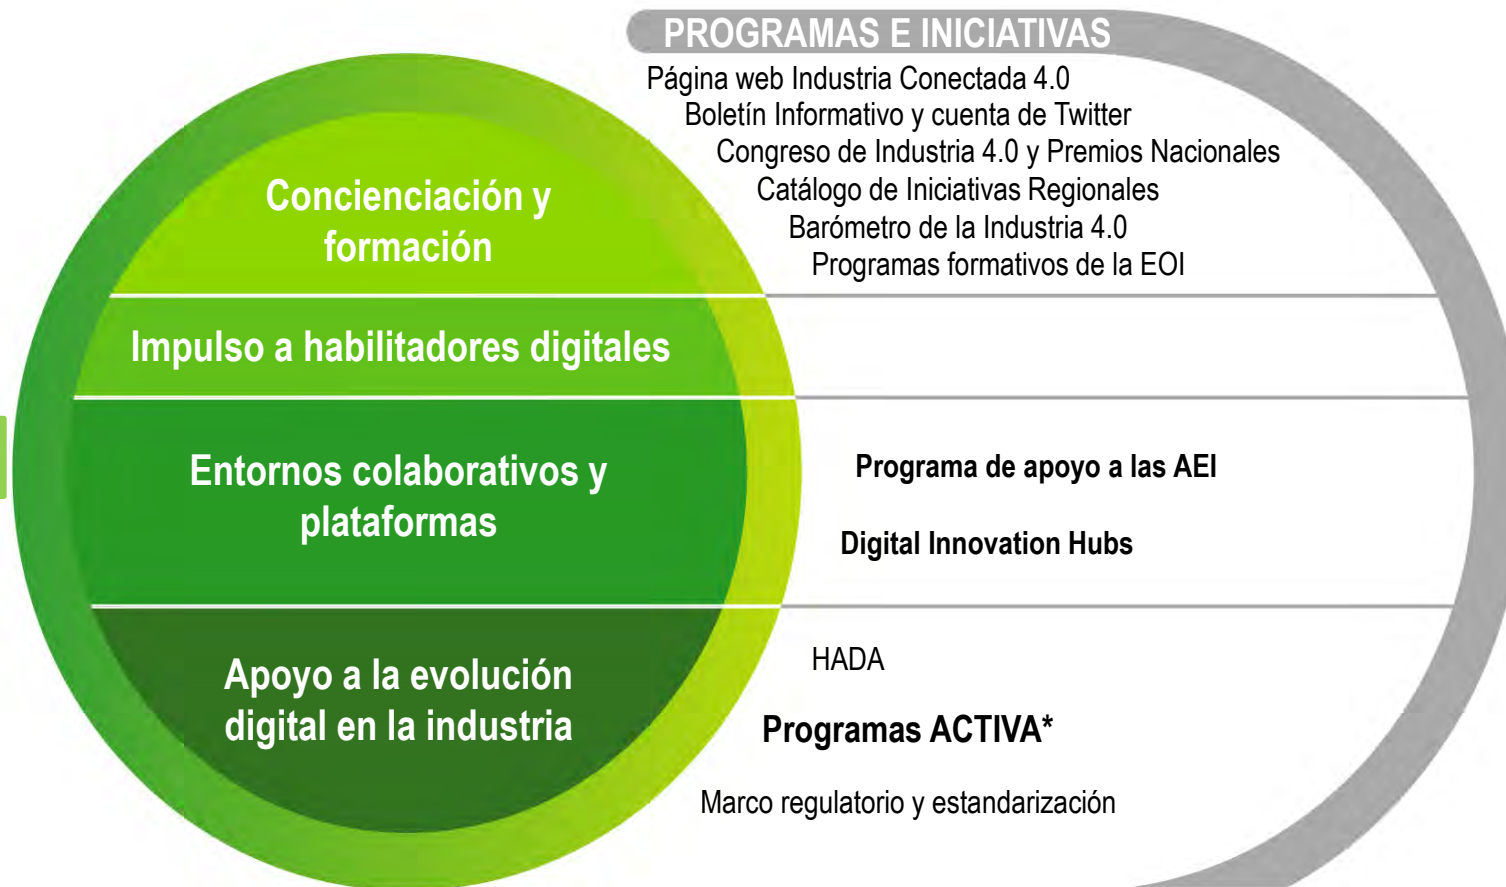 PROGRAMAS E INICIATIVAS
Página web Industria Conectada 4.0
Boletín Informativo y cuenta de Twitter
Congreso de Industria 4.0 y Premios Nacionales
Catálogo de Iniciativas Regionales
Barómetro de la Industria 4.0
Programas formativos de la EOI
Concienciación y
formación
Impulso a habilitadores digitales
Entornos colaborativos y
plataformas
Programa de apoyo a las AEI
Digital Innovation Hubs
Apoyo a la evolución
digital en la industria
HADA
Programas ACTIVA*
Marco regulatorio y estandarización